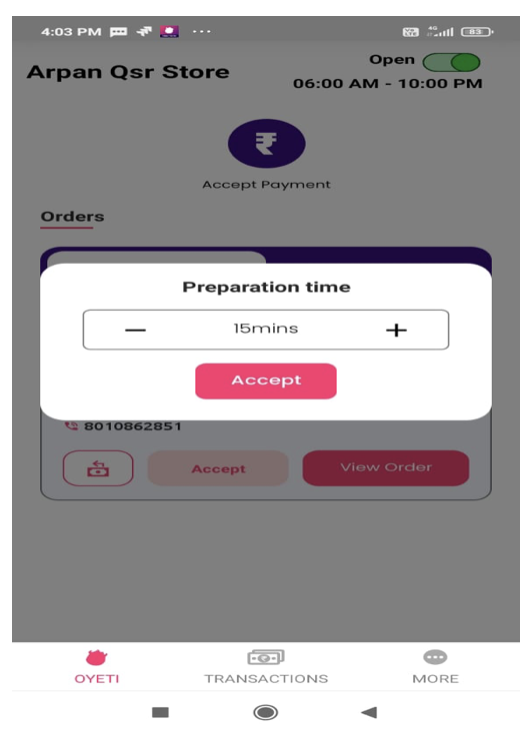 4:03 PM ···
4G 83
Open
Arpan Qsr Store
06:00 AM - 10:00 PM
₹
Accept Payment
Orders
Preparation time
— 15mins +
Accept
8010862851
Accept View Order
OYETI TRANSACTIONS MORE